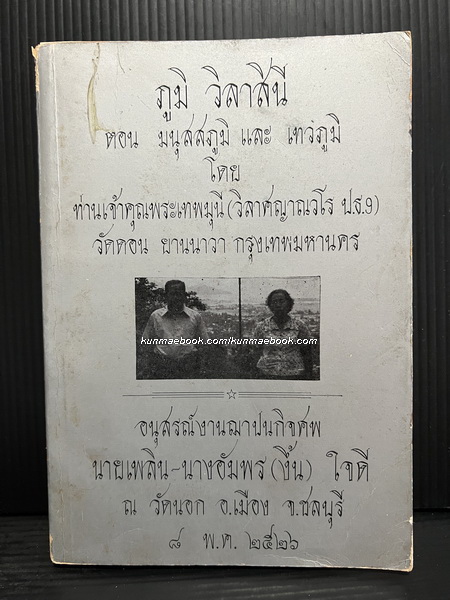 ภูมิ วิลาสินี
ตอน มนุสสภูมิ และ เทวภูมิ
โดย
ท่านเจ้าคุณพระเทพมุนี (วิลาศญาณวโร ป.ธ.๙)
วัดดอน ยานนาวา กรุงเทพมหานคร
kunmaebook.com/kunmaebook.com
อนุสรณ์งานฌาปนกิจศพ
นายเพลิน-นางอัมพร (งิ้น) ใจดี
ณ วัดนอก อ.เมือง จ.ชลบุรี
๘ พ.ค. ๒๕๒๖